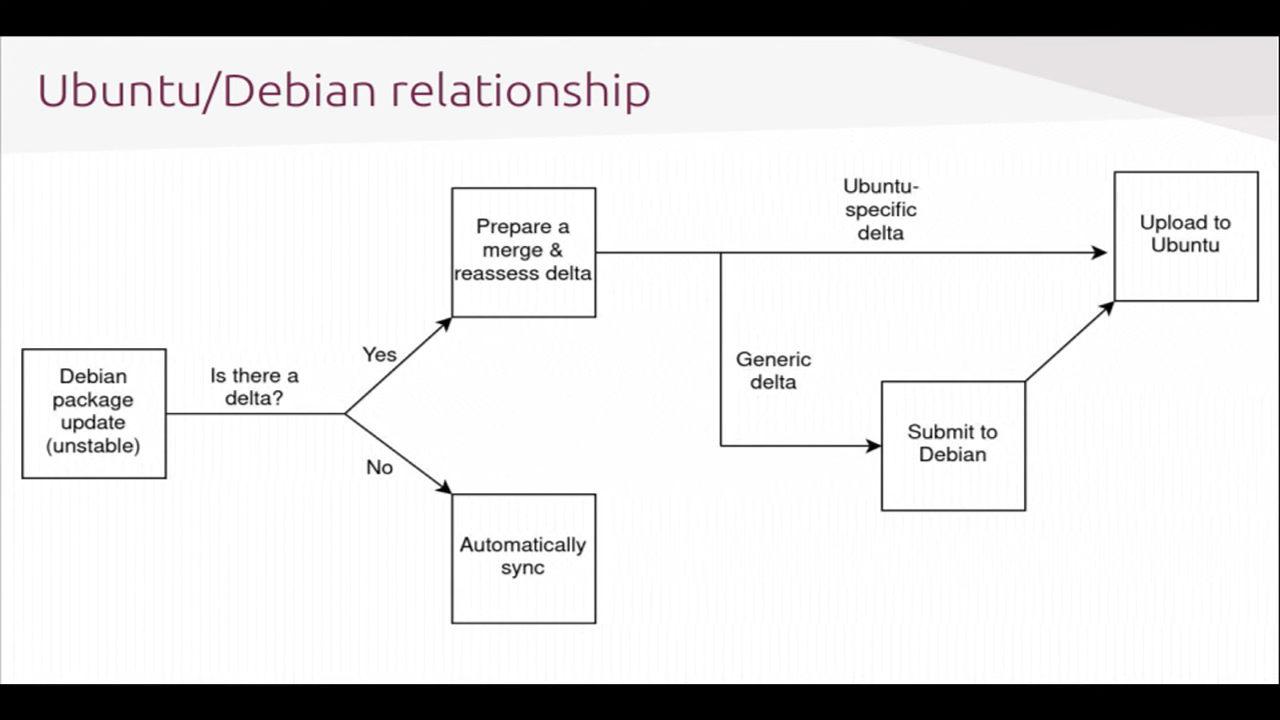 Ubuntu/Debian relationship
Debian
package
update
(unstable)
Is there a
delta?
Yes
No
Prepare a
merge &
reassess delta
Automatically
sync
Ubuntu-
specific
delta
Generic
delta
Submit to
Debian
Upload to
Ubuntu